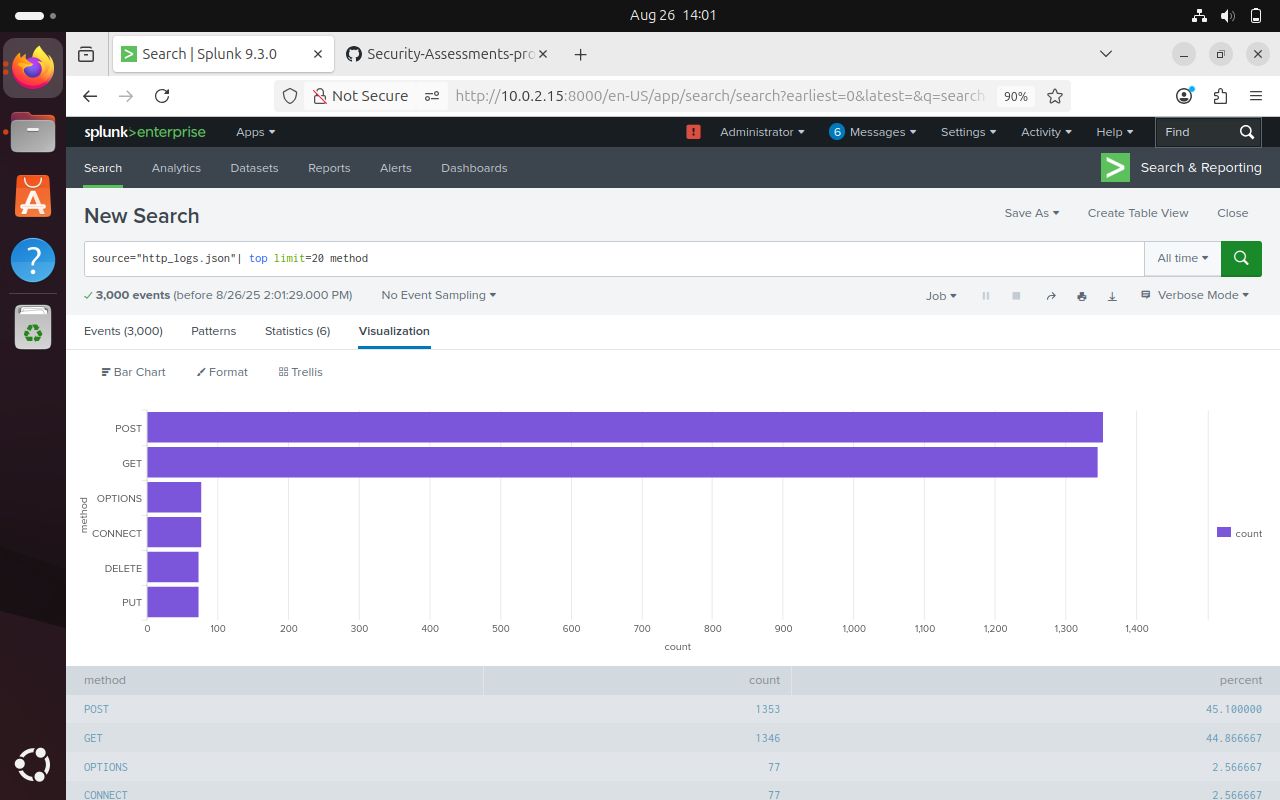 Aug 26 14:01
Search | Splunk 9.3.0
Security-Assessments-pro
Not Secure
http://10.0.2.15:8000/en-US/app/search/search?earliest=0&latest=&q=search
90%
splunk>enterprise
Apps
Administrator
6 Messages
Settings
Activity
Help
Find
Search
Analytics
Datasets
Reports
Alerts
Dashboards
Search & Reporting
New Search
Save As
Create Table View
Close
source="http_logs.json"| top limit=20 method
All time
3,000 events (before 8/26/25 2:01:29.000 PM)
No Event Sampling
Job
Verbose Mode
Events (3,000)
Patterns
Statistics (6)
Visualization
Bar Chart
Format
Trellis
POST
GET
OPTIONS
CONNECT
DELETE
PUT
method
0 100 200 300 400 500 600 700 800 900 1,000 1,100 1,200 1,300 1,400
count
count
method count percent
POST 1353 45.100000
GET 1346 44.866667
OPTIONS 77 2.566667
CONNECT 77 2.566667